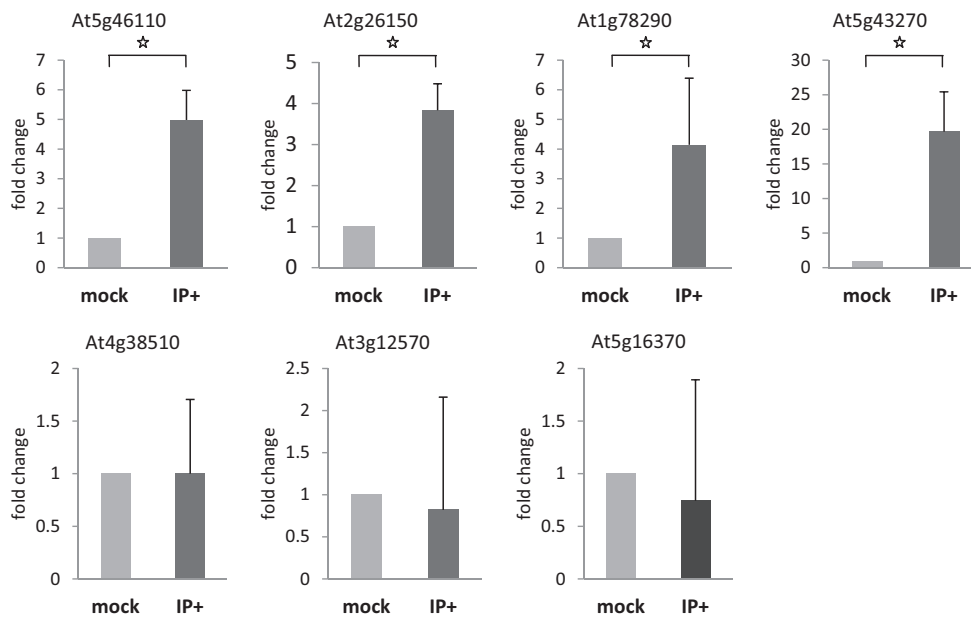 At5g46110
At2g26150
At1g78290
At5g43270
☆
☆
☆
☆
fold change
7
6
5
4
3
2
1
0
mock IP+
fold change
5
4
3
2
1
0
mock IP+
fold change
7
6
5
4
3
2
1
0
mock IP+
fold change
30
25
20
15
10
5
0
mock IP+
At4g38510
At3g12570
At5g16370
fold change
2
1.5
1
0.5
0
mock IP+
fold change
2.5
2
1.5
1
0.5
0
mock IP+
fold change
2
1.5
1
0.5
0
mock IP+